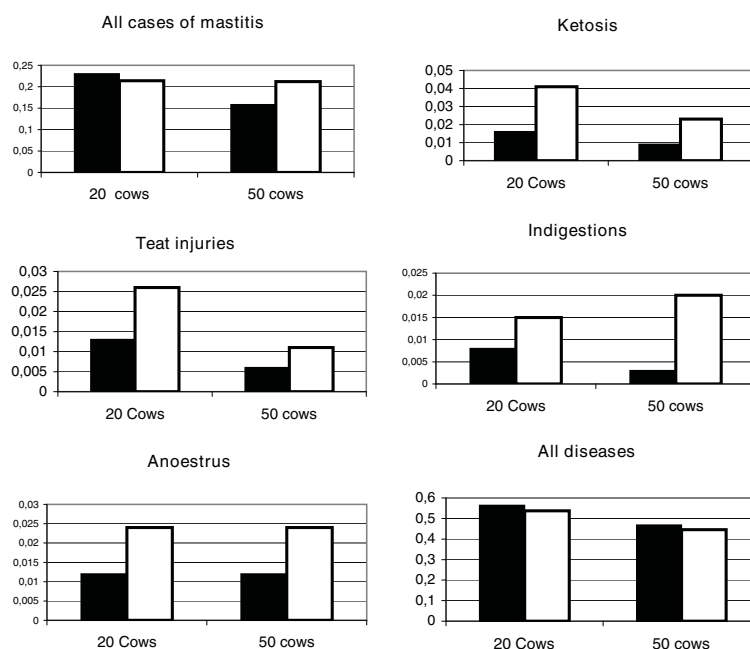 All cases of mastitis
0,25
0,2
0,15
0,1
0,05
0
20 cows
50 cows
Ketosis
0,05
0,04
0,03
0,02
0,01
0
20 Cows
50 cows
Teat injuries
0,03
0,025
0,02
0,015
0,01
0,005
0
20 Cows
50 cows
Indigestions
0,025
0,02
0,015
0,01
0,005
0
20 Cows
50 cows
Anoestrus
0,03
0,025
0,02
0,015
0,01
0,005
0
20 Cows
50 cows
All diseases
0,6
0,5
0,4
0,3
0,2
0,1
0
20 Cows
50 cows